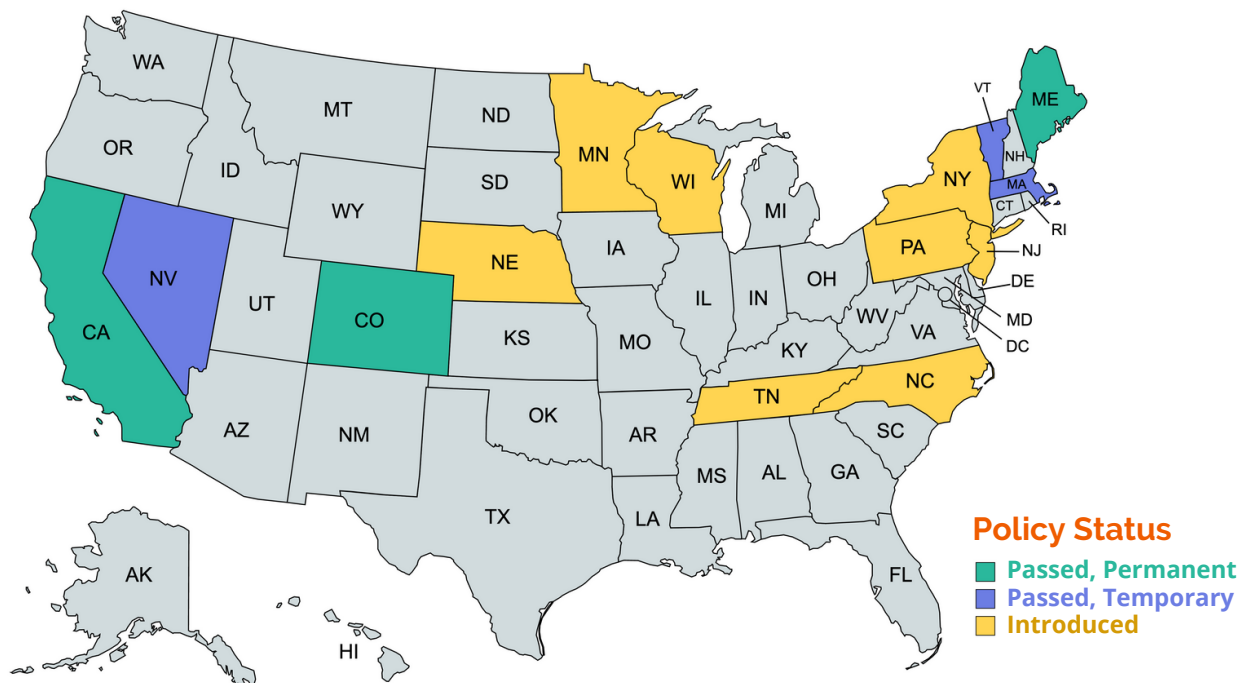 WA
MT
ND
MN
VT
ME
OR
ID
SD
WI
NY
NH
MA
WY
MI
CT
RI
NE
IA
PA
NJ
NV
UT
CO
IL
IN
OH
DE
CA
KS
MO
WV
VA
MD
DC
KY
AZ
NM
OK
TN
NC
AR
SC
MS
AL
GA
TX
LA
AK
FL
HI
Policy Status
Passed, Permanent
Passed, Temporary
Introduced